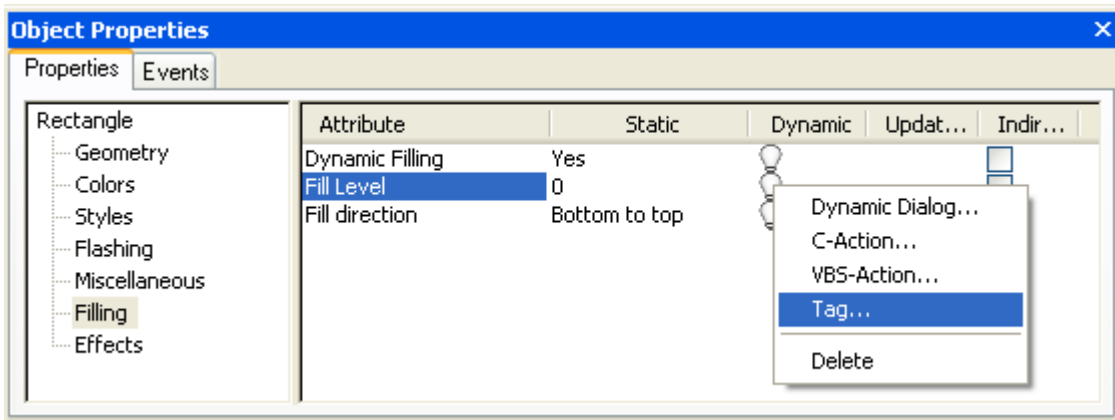 Object Properties
Properties Events
Rectangle
Geometry
Colors
Styles
Flashing
Miscellaneous
Filling
Effects
Attribute Static Dynamic Updat... Indir...
Dynamic Filling Yes
Fill Level 0
Fill direction Bottom to top
Dynamic Dialog...
C-Action...
VBS-Action...
Tag...
Delete